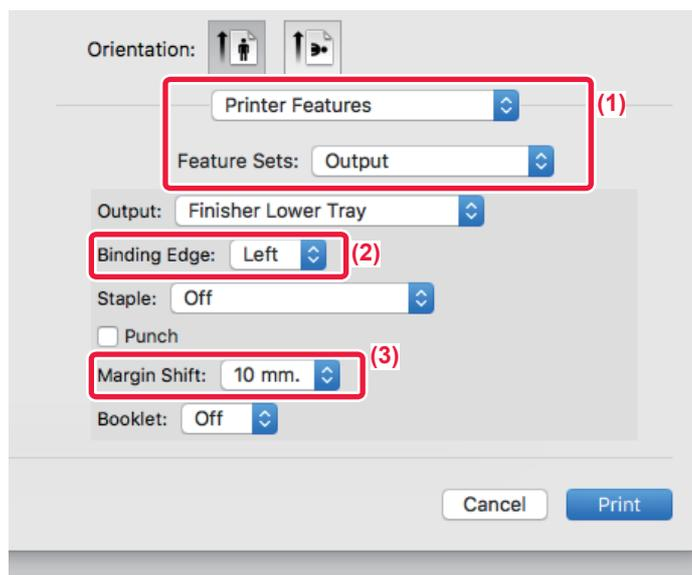 Orientation:
Printer Features
(1)
Feature Sets: Output
Output: Finisher Lower Tray
Binding Edge: Left
(2)
Staple: Off
Punch
(3)
Margin Shift: 10 mm.
Booklet: Off
Cancel Print